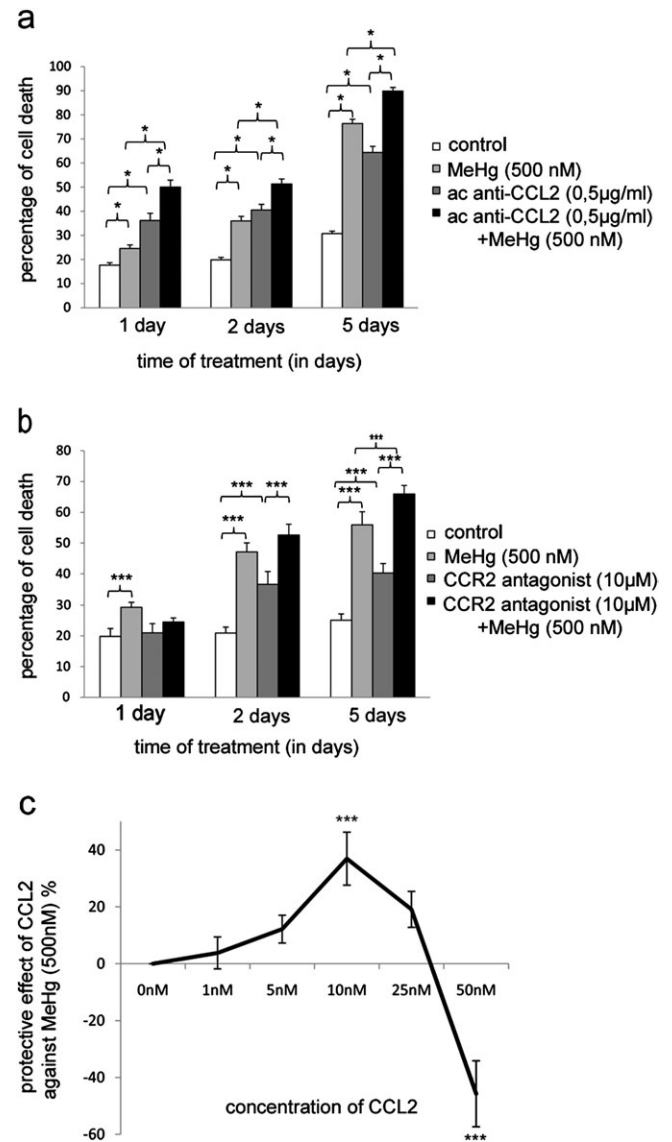 a
*
* *
* * *
* * *
* * *
100
90
80
70
60
50
40
30
20
10
0
percentage of cell death
1 day 2 days 5 days
time of treatment (in days)
control
MeHg (500 nM)
ac anti-CCL2 (0,5µg/ml)
ac anti-CCL2 (0,5µg/ml)
+MeHg (500 nM)
b
***
*** ***
*** ***
***
***
***
80
70
60
50
40
30
20
10
0
percentage of cell death
1 day 2 days 5 days
time of treatment (in days)
control
MeHg (500 nM)
CCR2 antagonist (10µM)
CCR2 antagonist (10µM)
+MeHg (500 nM)
c
***
40
20
0
-20
-40
-60
protective effect of CCL2
against MeHg (500nM) %
0nM 1nM 5nM 10nM 25nM 50nM
concentration of CCL2
***